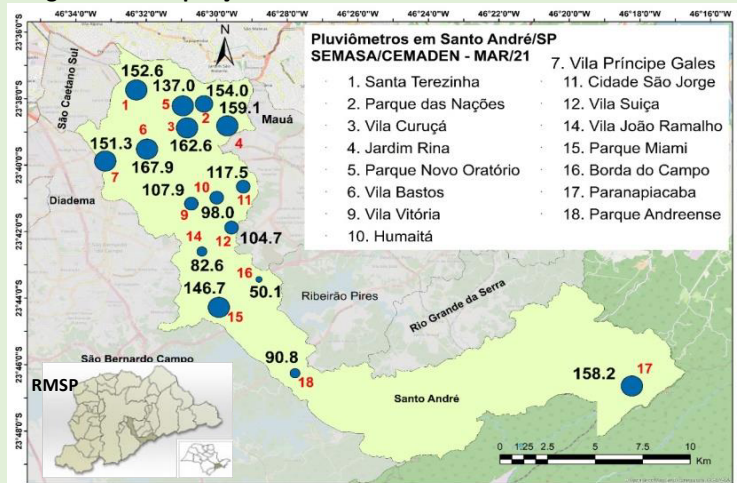 46°34'0"O 46°32'0"O 46°30'0"O 46°28'0"O 46°26'0"O 46°24'0"O 46°22'0"O 46°20'0"O 46°18'0"O
23°36'0"S
23°38'0"S
23°40'0"S
23°42'0"S
23°44'0"S
23°46'0"S
23°48'0"S
N
Pluviômetros em Santo André/SP
SEMASA/CEMADEN - MAR/21
1. Santa Terezinha
2. Parque das Nações
3. Vila Curuçá
4. Jardim Rina
5. Parque Novo Oratório
6. Vila Bastos
9. Vila Vitória
10. Humaitá
7. Vila Príncipe Gales
11. Cidade São Jorge
12. Vila Suiça
14. Vila João Ramalho
15. Parque Miami
16. Borda do Campo
17. Paranapiacaba
18. Parque Andreense
São Caetano Sul
152.6
1
137.0
5
154.0
2
159.1
4
Mauá
3
162.6
151.3
7
6
167.9
Diadema
107.9
9
10
98.0
117.5
11
12
104.7
14
82.6
16
50.1
146.7
15
Ribeirão Pires
Rio Grande da Serra
São Bernardo Campo
90.8
18
Santo André
158.2
17
RMSP
0 1.25 2.5 5 7.5 10
Km